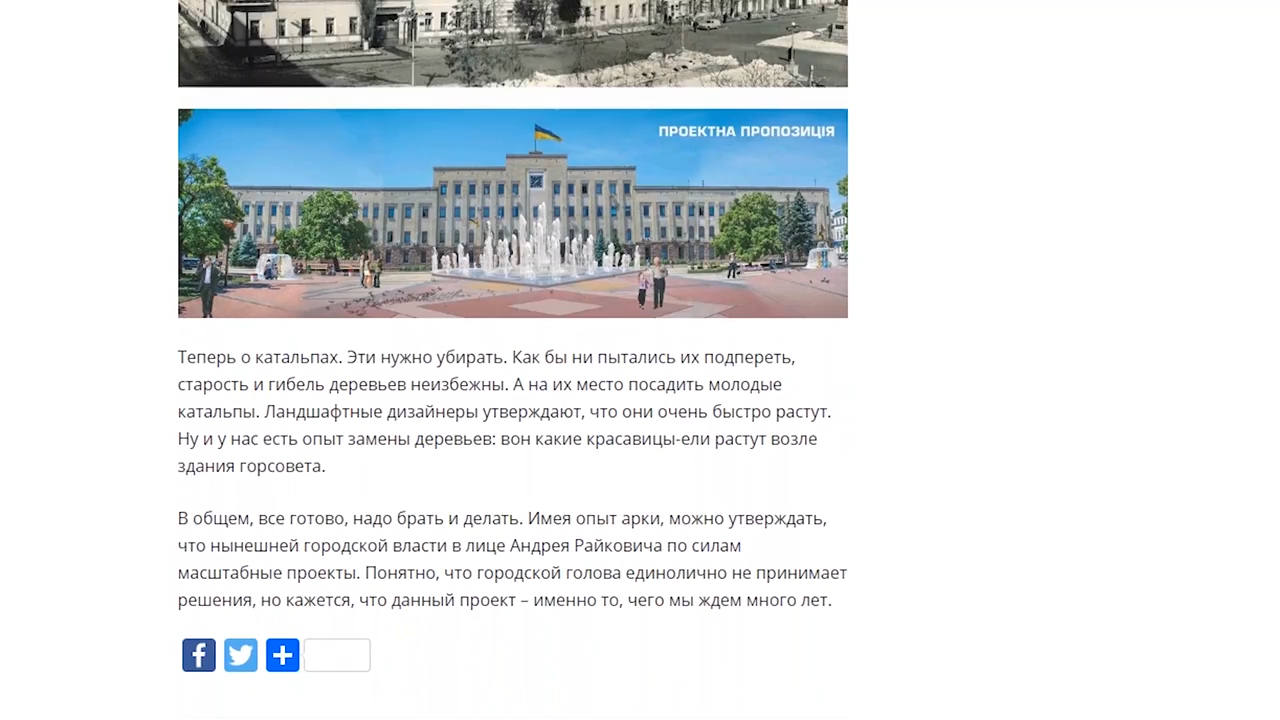 ПРОЕКТНА ПРОПОЗИЦІЯ
Теперь о катальпах. Эти нужно убирать. Как бы ни пытались их подпереть,
старость и гибель деревьев неизбежны. А на их место посадить молодые
катальпы. Ландшафтные дизайнеры утверждают, что они очень быстро растут.
Ну и у нас есть опыт замены деревьев: вон какие красавицы-ели растут возле
здания горсовета.
В общем, все готово, надо брать и делать. Имея опыт арки, можно утверждать,
что нынешней городской власти в лице Андрея Райковича по силам
масштабные проекты. Понятно, что городской голова единолично не принимает
решения, но кажется, что данный проект – именно то, чего мы ждем много лет.